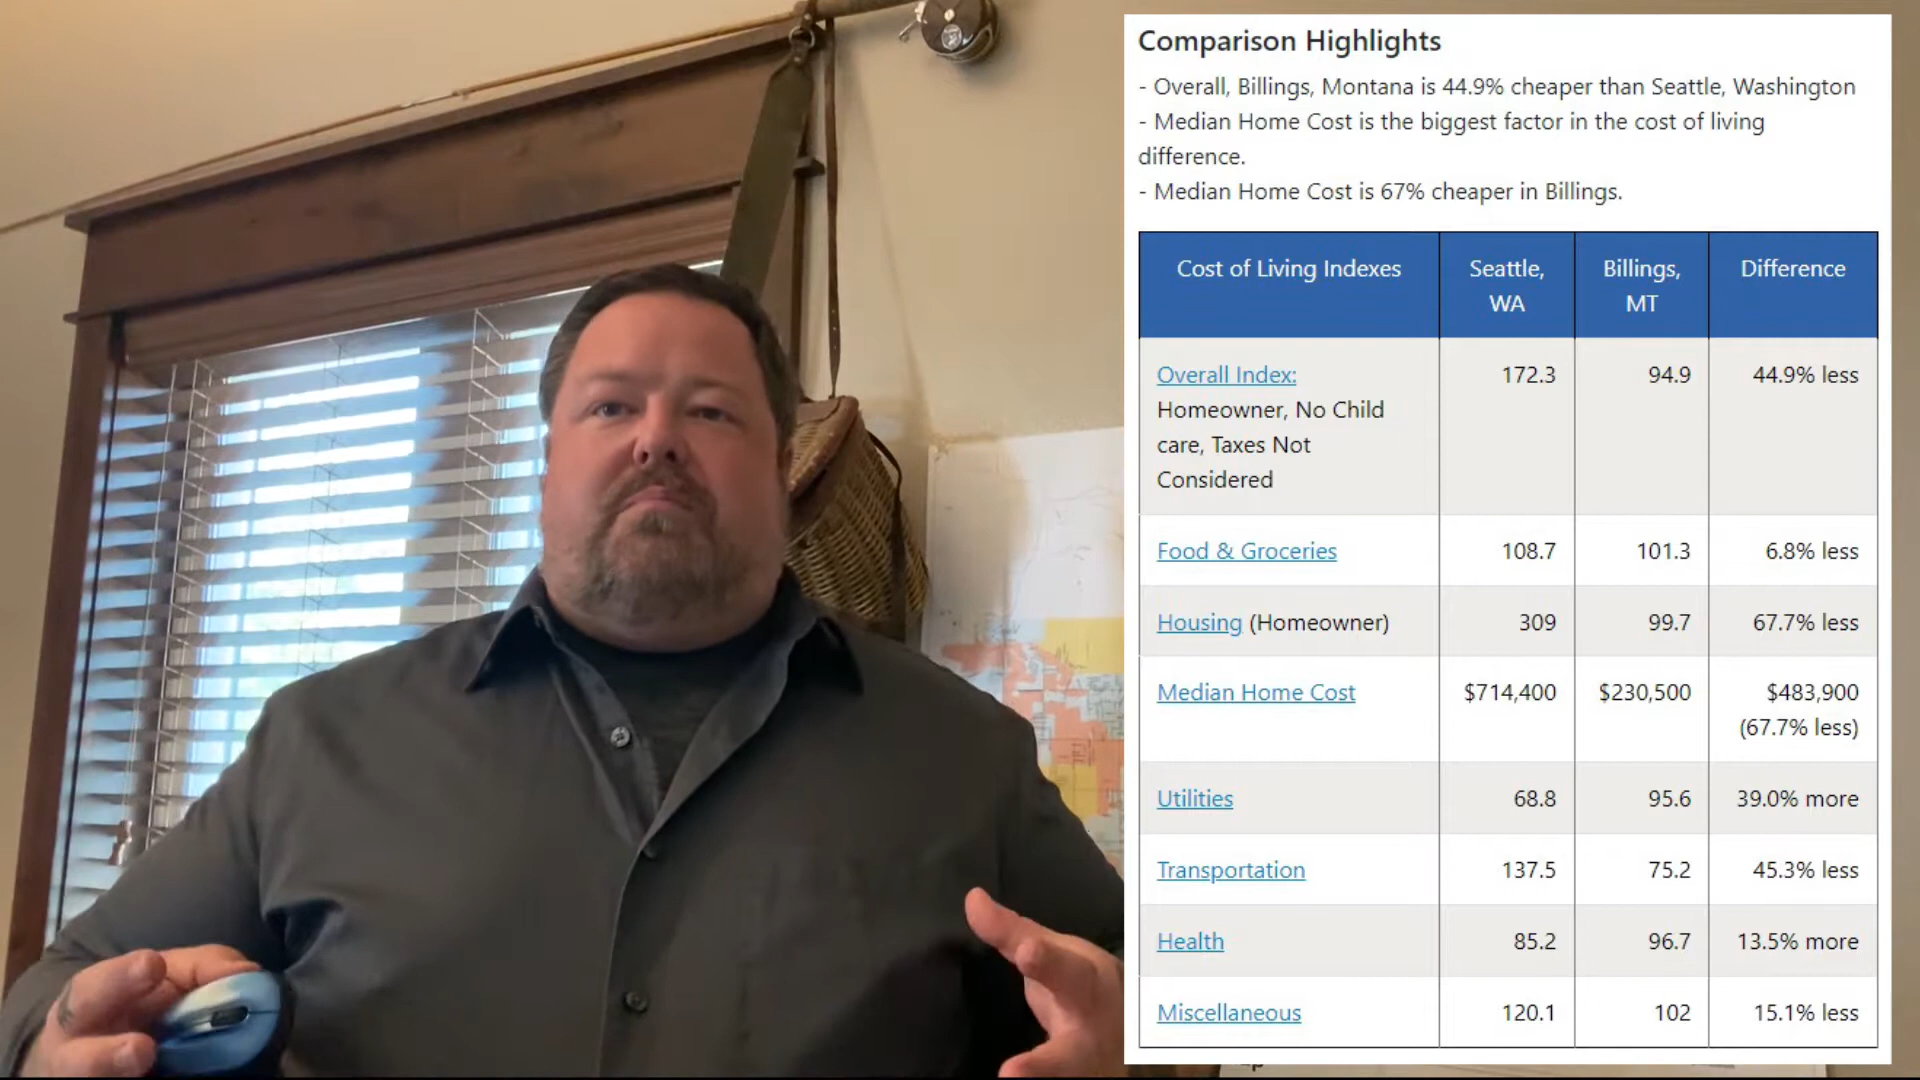 Comparison Highlights
- Overall, Billings, Montana is 44.9% cheaper than Seattle, Washington
- Median Home Cost is the biggest factor in the cost of living
difference.
- Median Home Cost is 67% cheaper in Billings.
Cost of Living Indexes Seattle, WA Billings, MT Difference
Overall Index: 172.3 94.9 44.9% less
Homeowner, No Child
care, Taxes Not
Considered
Food & Groceries 108.7 101.3 6.8% less
Housing (Homeowner) 309 99.7 67.7% less
Median Home Cost $714,400 $230,500 $483,900
(67.7% less)
Utilities 68.8 95.6 39.0% more
Transportation 137.5 75.2 45.3% less
Health 85.2 96.7 13.5% more
Miscellaneous 120.1 102 15.1% less